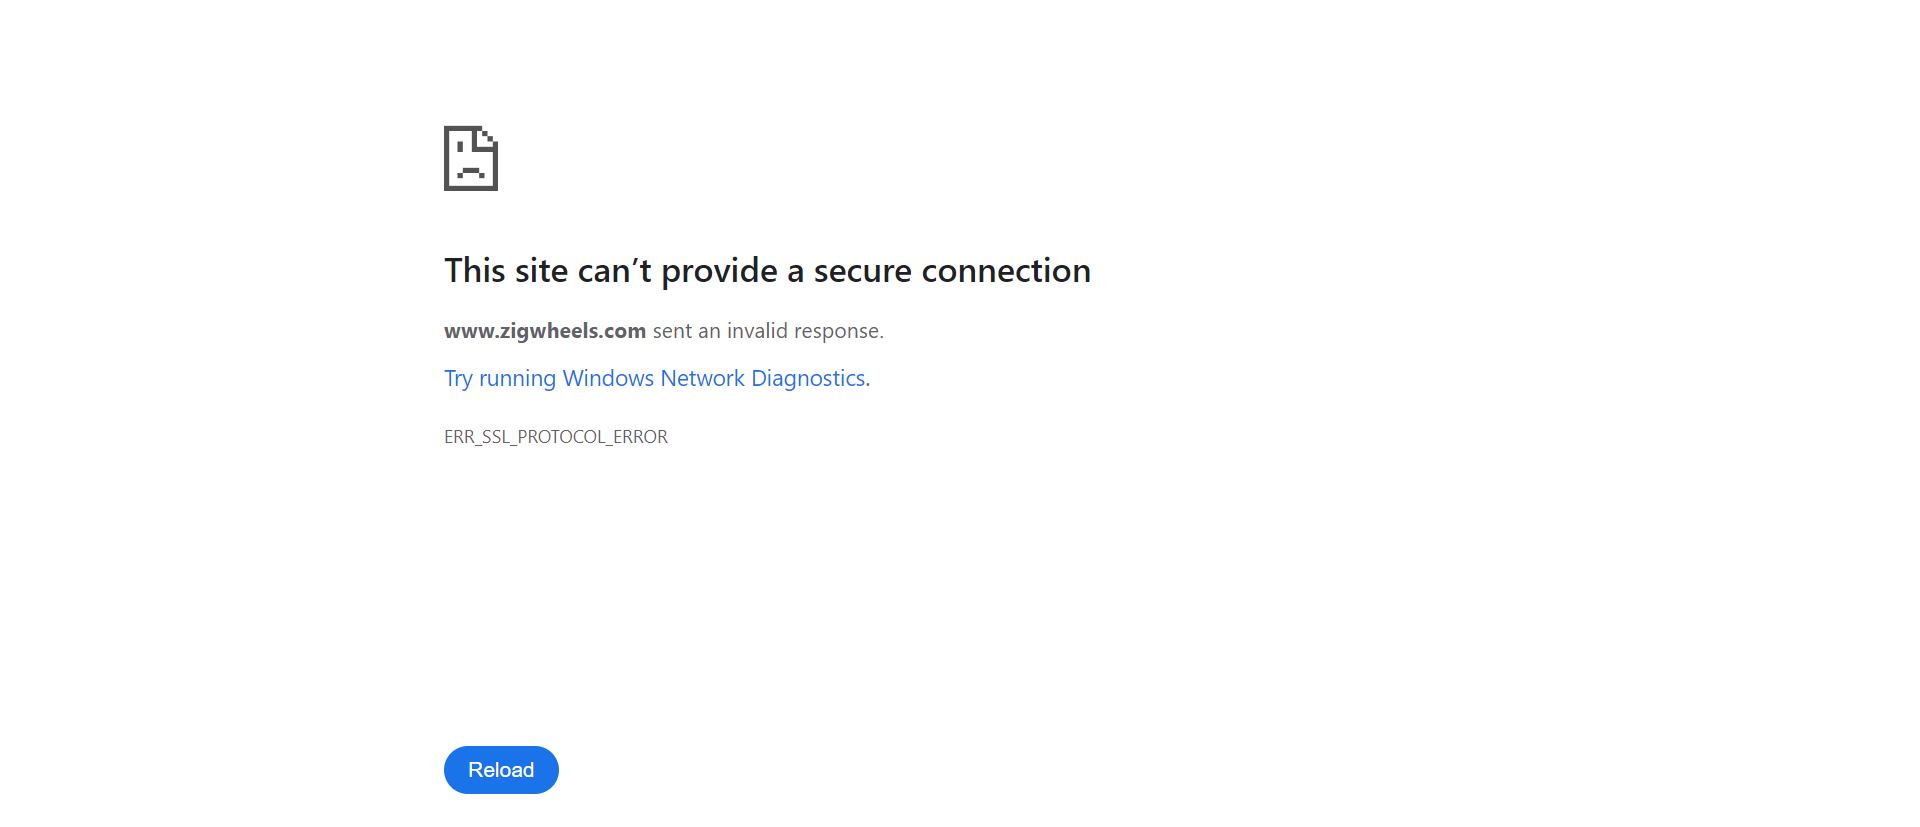 This site can’t provide a secure connection
www.zigwheels.com sent an invalid response.
Try running Windows Network Diagnostics.
ERR_SSL_PROTOCOL_ERROR
Reload